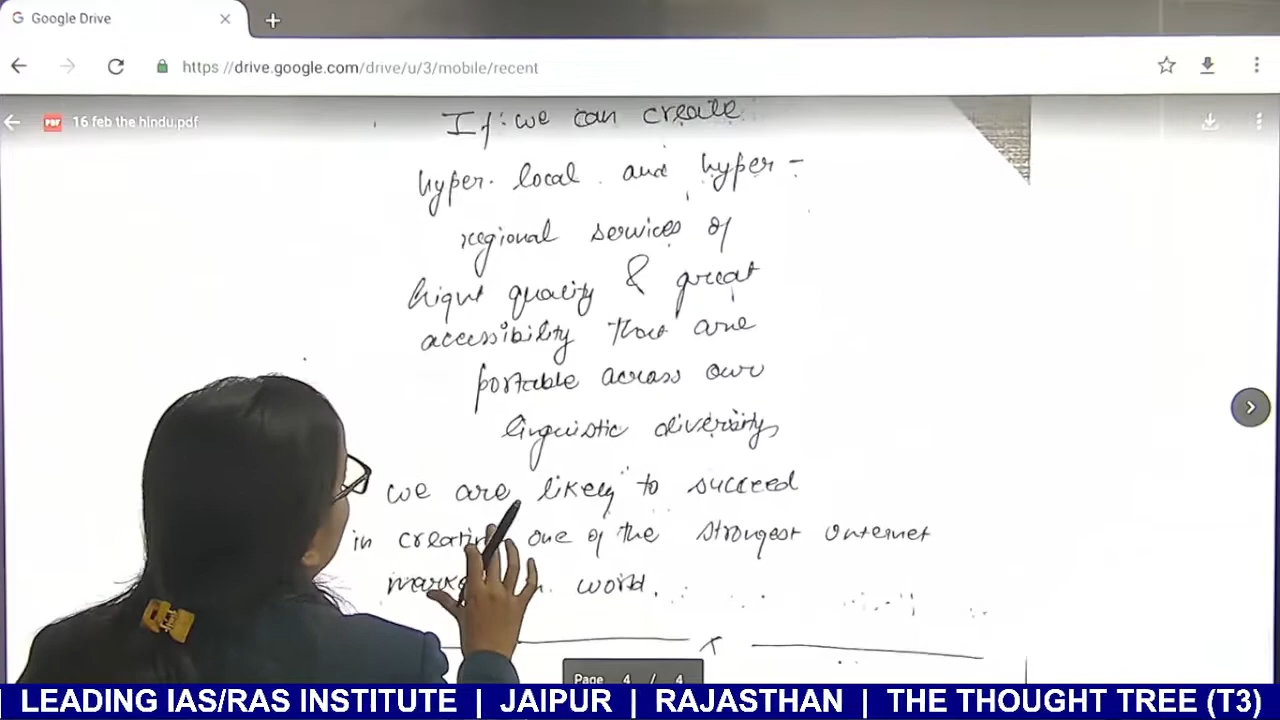 Google Drive
https://drive.google.com/drive/u/3/mobile/recent
PDF 16 feb the hindu.pdf
If we can create
hyper-local and hyper-
regional services of
high quality & great
accessibility that are
portable across our
linguistic diversity
we are likely to succeed
in creating one of the strongest internet
in world.
Page 4 / 4
LEADING IAS/RAS INSTITUTE | JAIPUR | RAJASTHAN | THE THOUGHT TREE (T3)